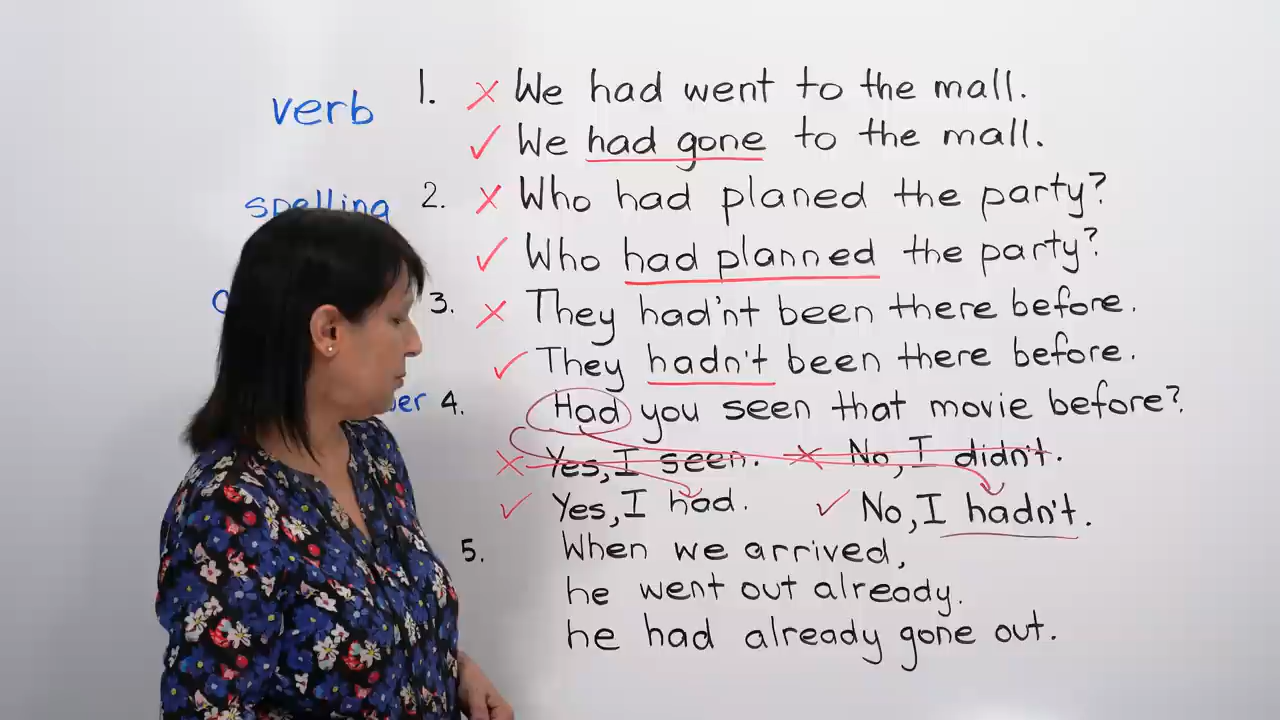 verb 1. ✗ We had went to the mall.
✓ We had gone to the mall.
spelling 2. ✗ Who had planed the party?
✓ Who had planned the party?
3. ✗ They had'nt been there before.
✓ They hadn't been there before.
4. Had you seen that movie before?
✗ Yes, I seen. ✗ No, I didn't.
✓ Yes, I had. ✓ No, I hadn't.
5. When we arrived,
he went out already.
he had already gone out.